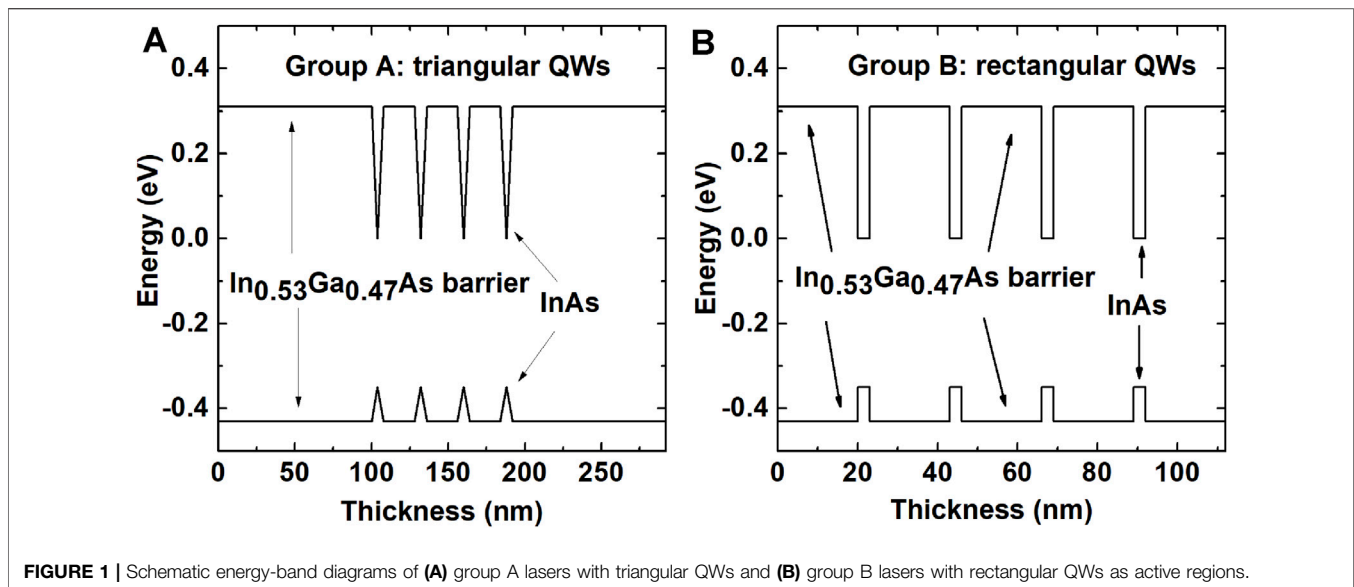 A
Group A: triangular QWs
0.4
0.2
0.0
-0.2
-0.4
Energy (eV)
In0.53Ga0.47As barrier
InAs
0 50 100 150 200 250
Thickness (nm)
B
Group B: rectangular QWs
0.4
0.2
0.0
-0.2
-0.4
Energy (eV)
In0.53Ga0.47As barrier
InAs
0 20 40 60 80 100
Thickness (nm)
FIGURE 1 | Schematic energy-band diagrams of (A) group A lasers with triangular QWs and (B) group B lasers with rectangular QWs as active regions.